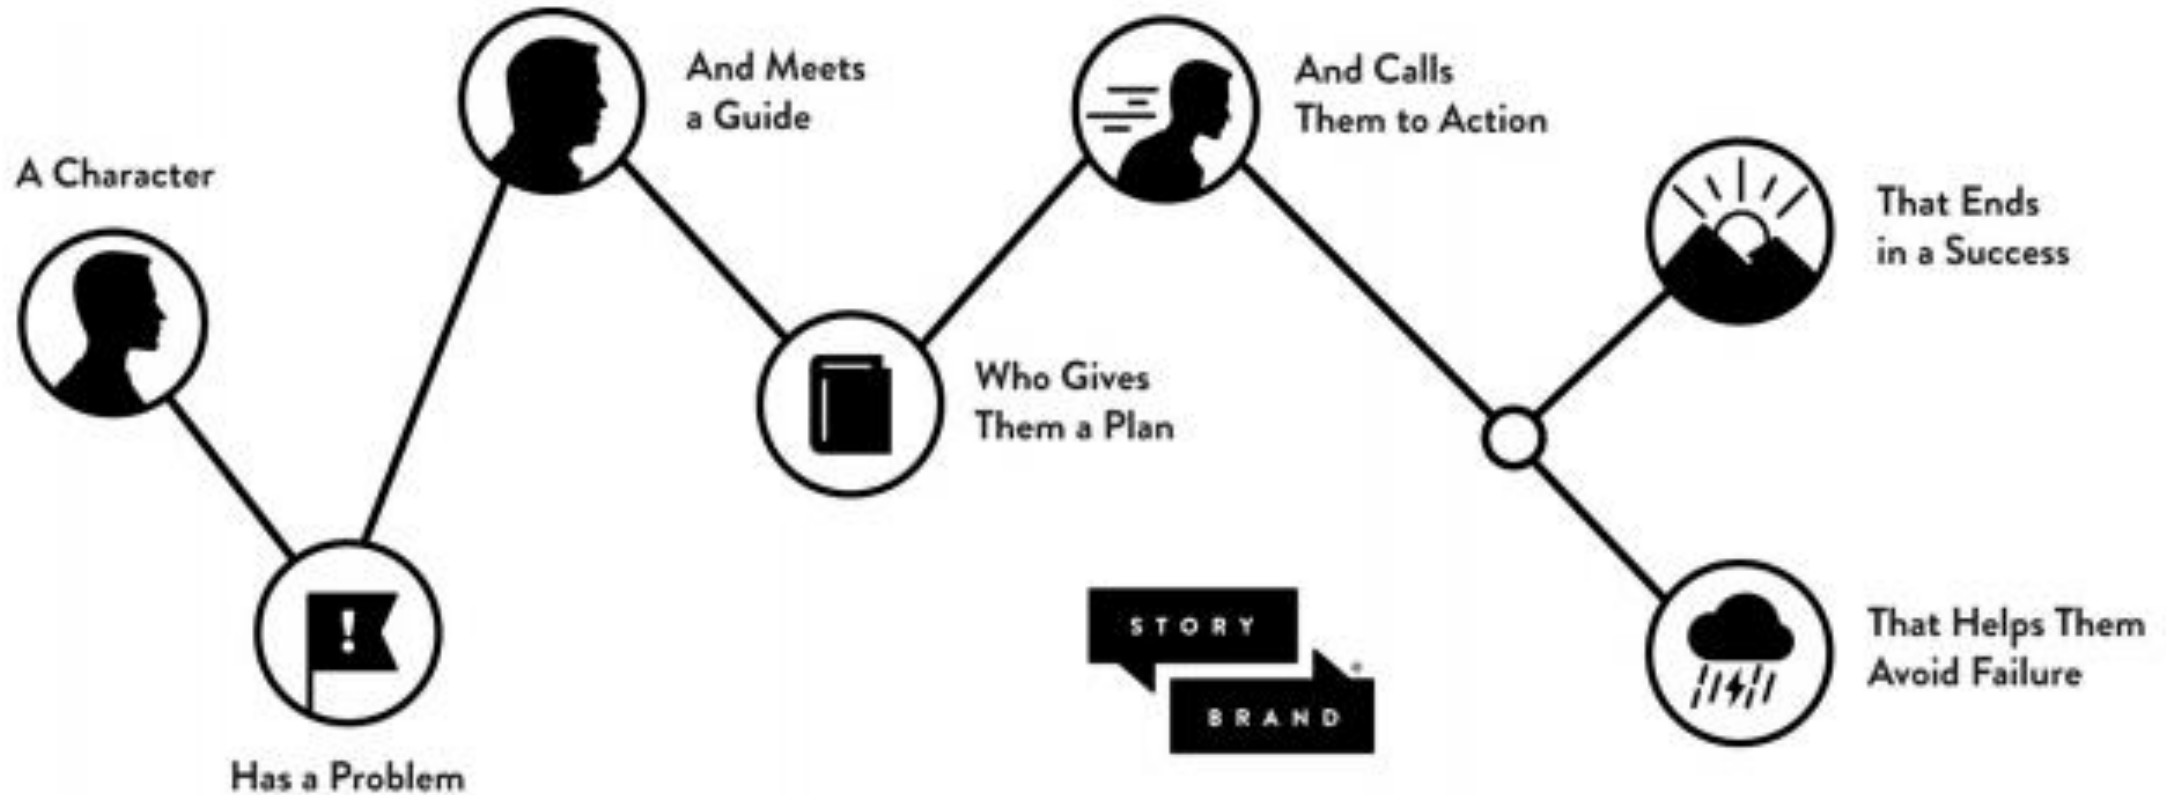 A Character
Has a Problem
And Meets
a Guide
Who Gives
Them a Plan
And Calls
Them to Action
That Ends
in a Success
That Helps Them
Avoid Failure
!
STORY
BRAND